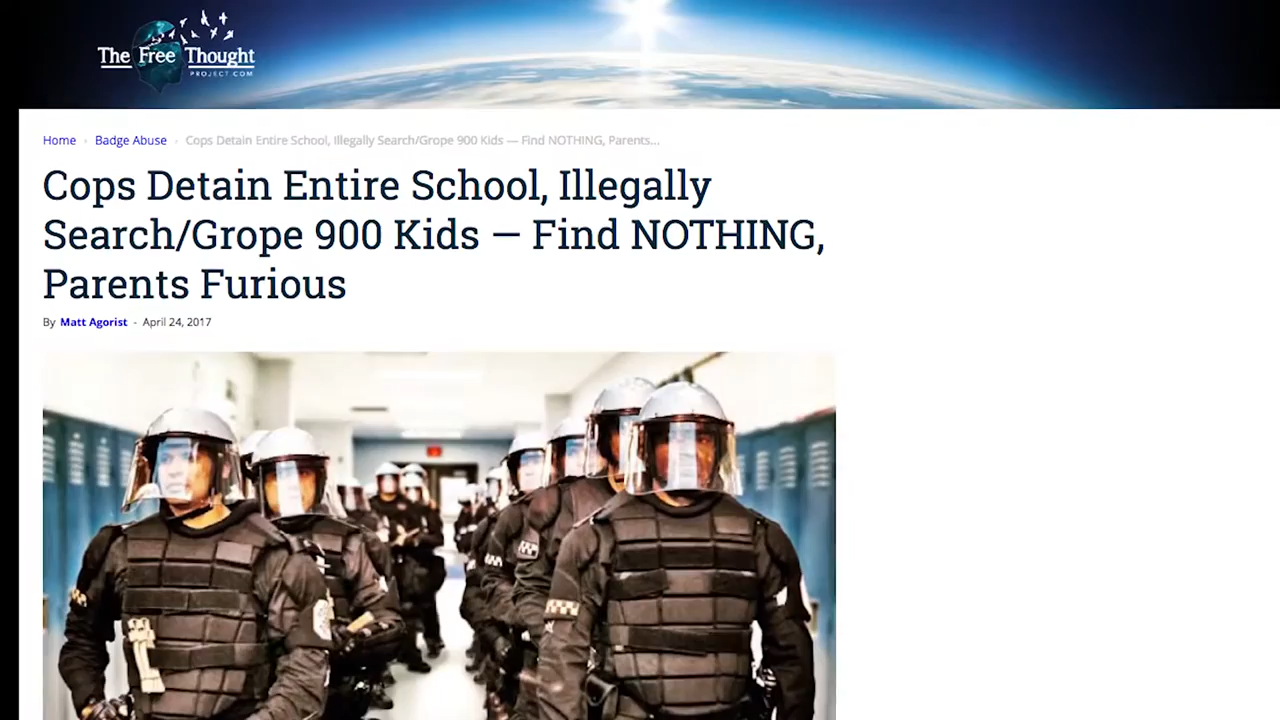 The Free Thought
PROJECT.COM
Home › Badge Abuse › Cops Detain Entire School, Illegally Search/Grope 900 Kids — Find NOTHING, Parents...
Cops Detain Entire School, Illegally
Search/Grope 900 Kids — Find NOTHING,
Parents Furious
By Matt Agorist - April 24, 2017